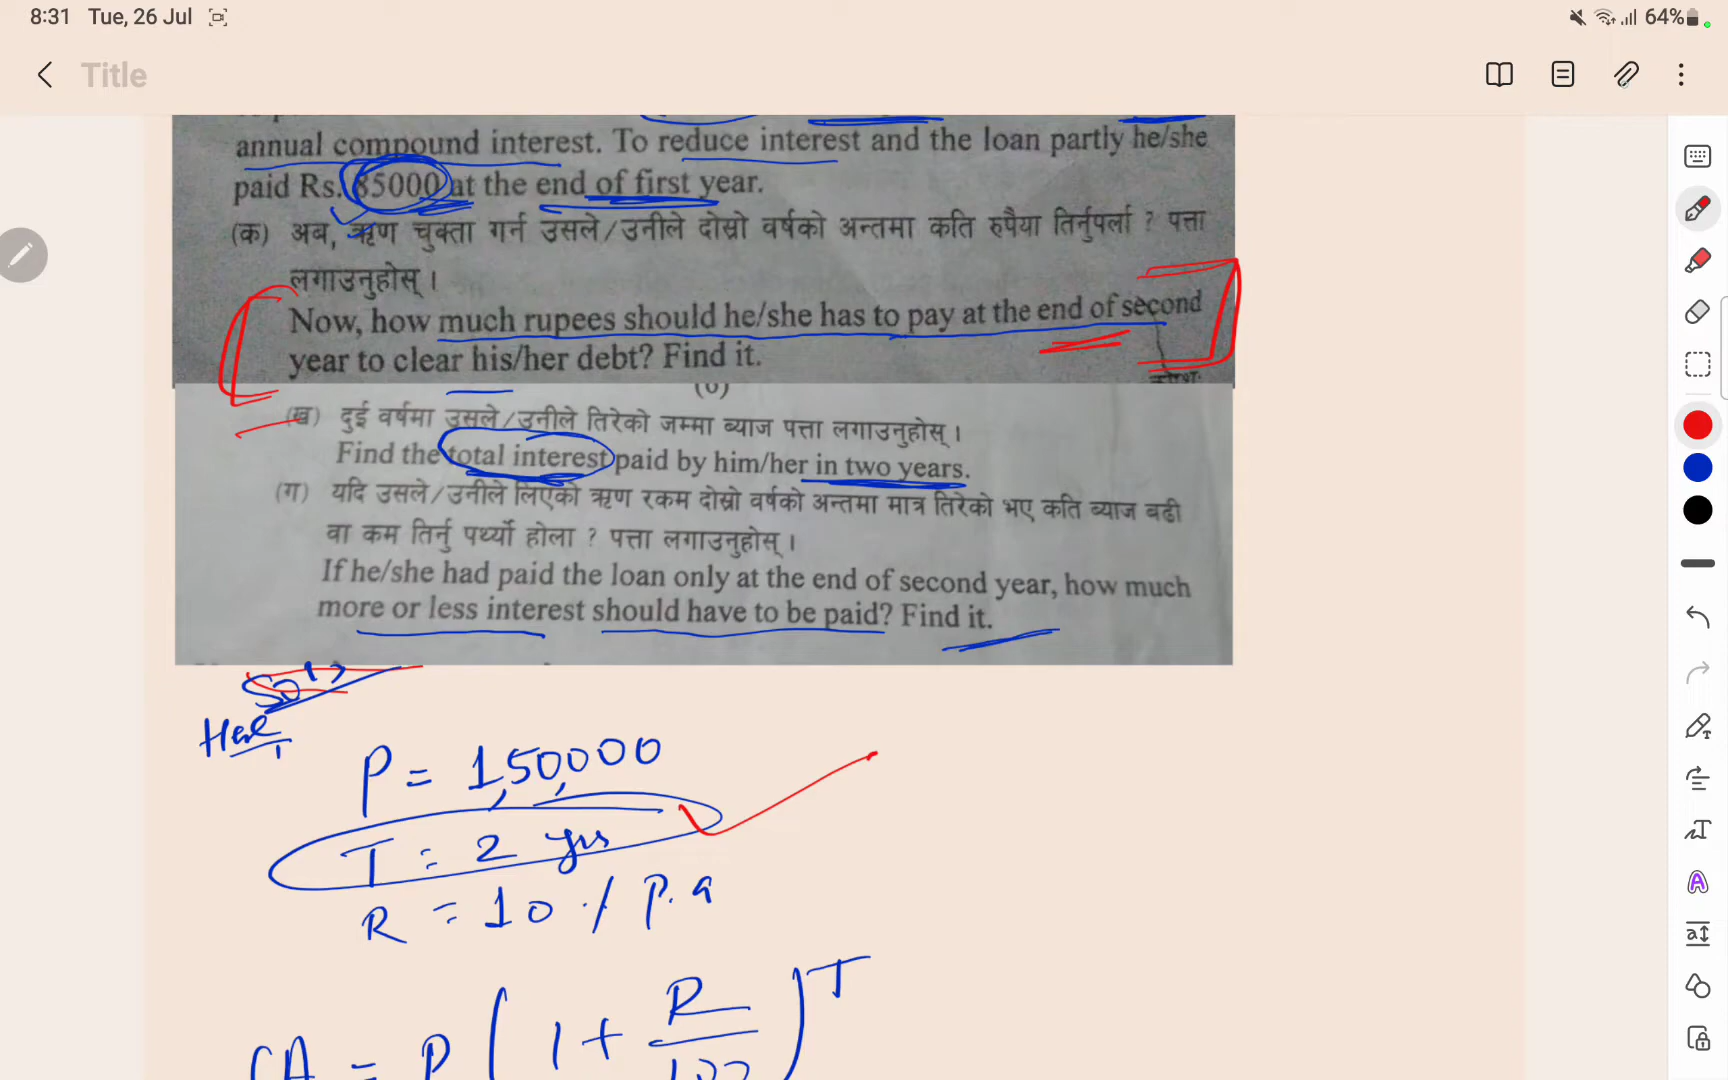 8:31 Tue, 26 Jul 64%
Title
annual compound interest. To reduce interest and the loan partly he/she
paid Rs. 85000 at the end of first year.
(क) अब, ऋण चुक्ता गर्न उसले/उनीले दोस्रो वर्षको अन्तमा कति रुपैया तिर्नुपर्ला ? पत्ता
लगाउनुहोस् ।
Now, how much rupees should he/she has to pay at the end of second
year to clear his/her debt? Find it.
(ख) दुई वर्षमा उसले/उनीले तिरेको जम्मा ब्याज पत्ता लगाउनुहोस् ।
Find the total interest paid by him/her in two years.
(ग) यदि उसले/उनीले लिएको ऋण रकम दोस्रो वर्षको अन्तमा मात्र तिरेको भए कति ब्याज बढी
वा कम तिर्नु पर्थ्यो होला ? पत्ता लगाउनुहोस् ।
If he/she had paid the loan only at the end of second year, how much
more or less interest should have to be paid? Find it.
P = 1,50,000
T = 2 yrs
R = 10 % p.a
CA = P ( 1 + R/100 )^T